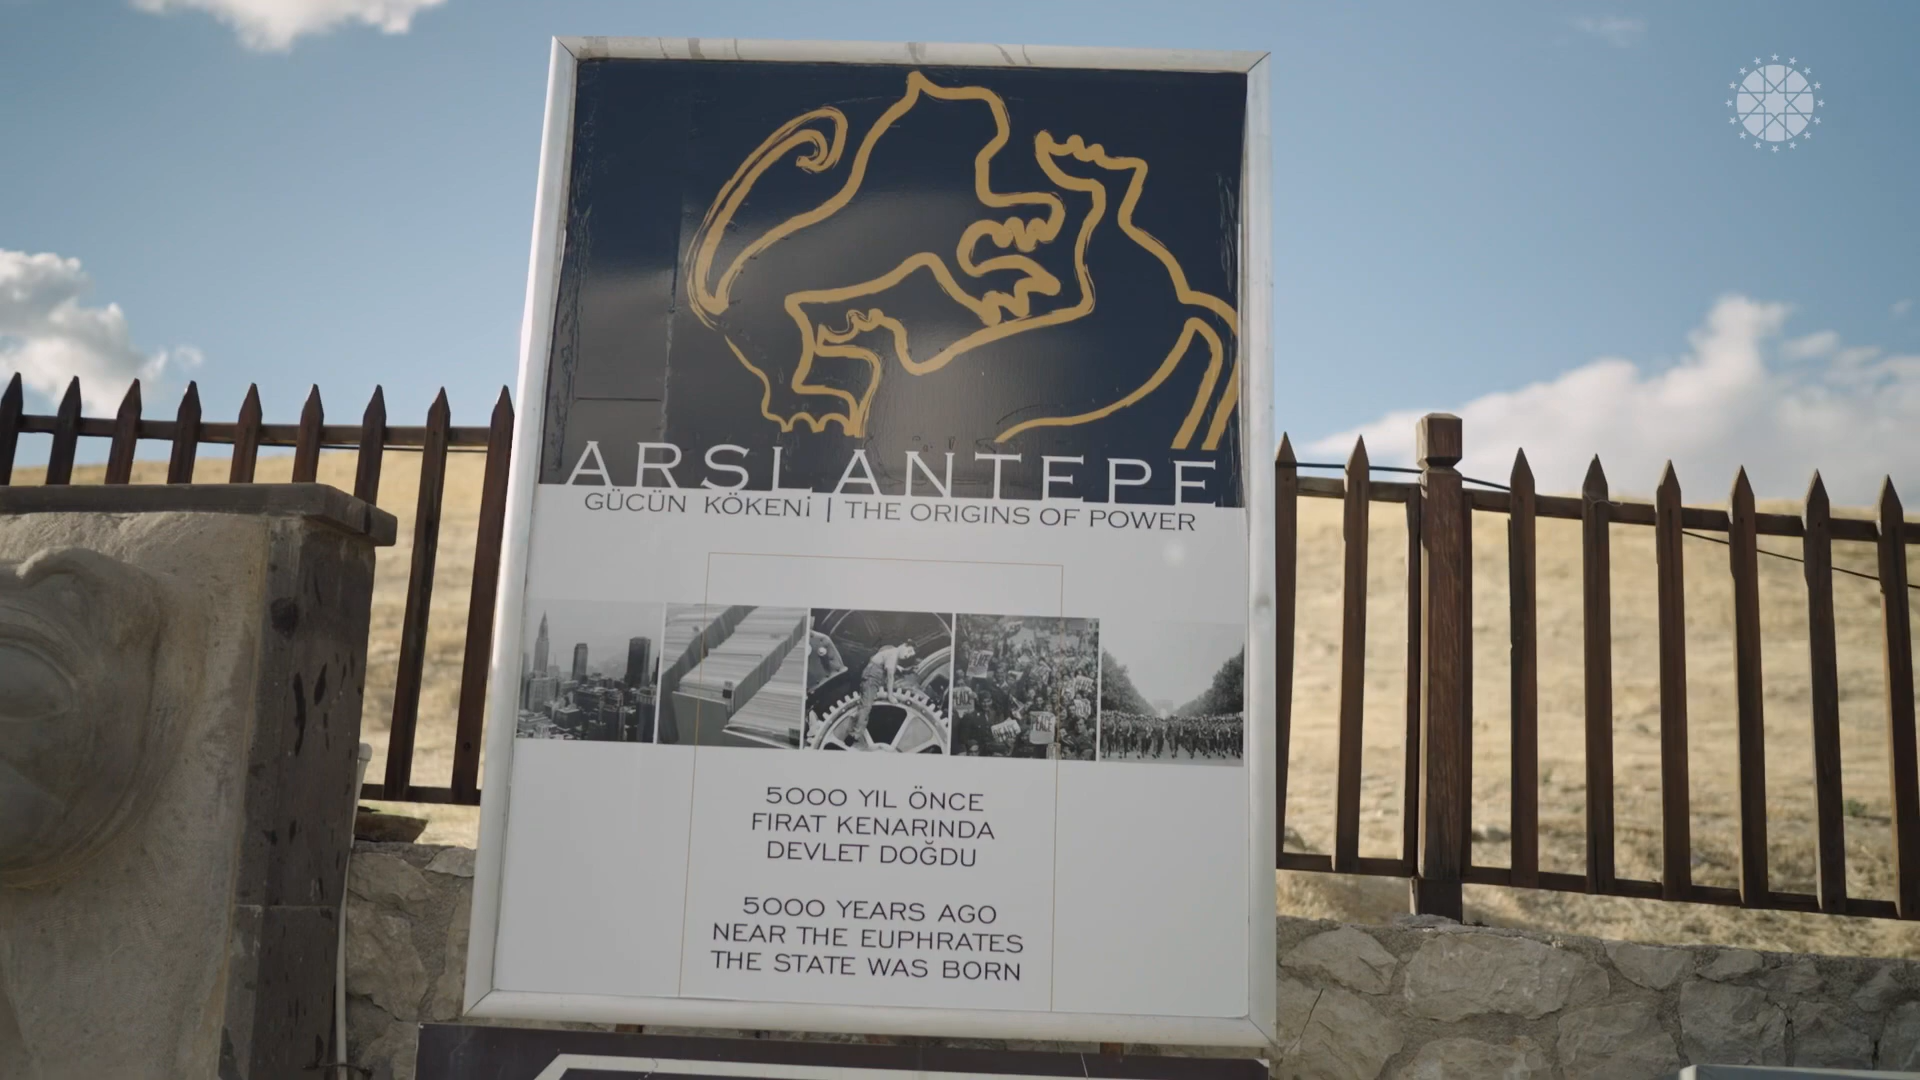 ARSLANTEPE
GÜCÜN KÖKENİ | THE ORIGINS OF POWER
5000 YIL ÖNCE
FIRAT KENARINDA
DEVLET DOĞDU
5000 YEARS AGO
NEAR THE EUPHRATES
THE STATE WAS BORN